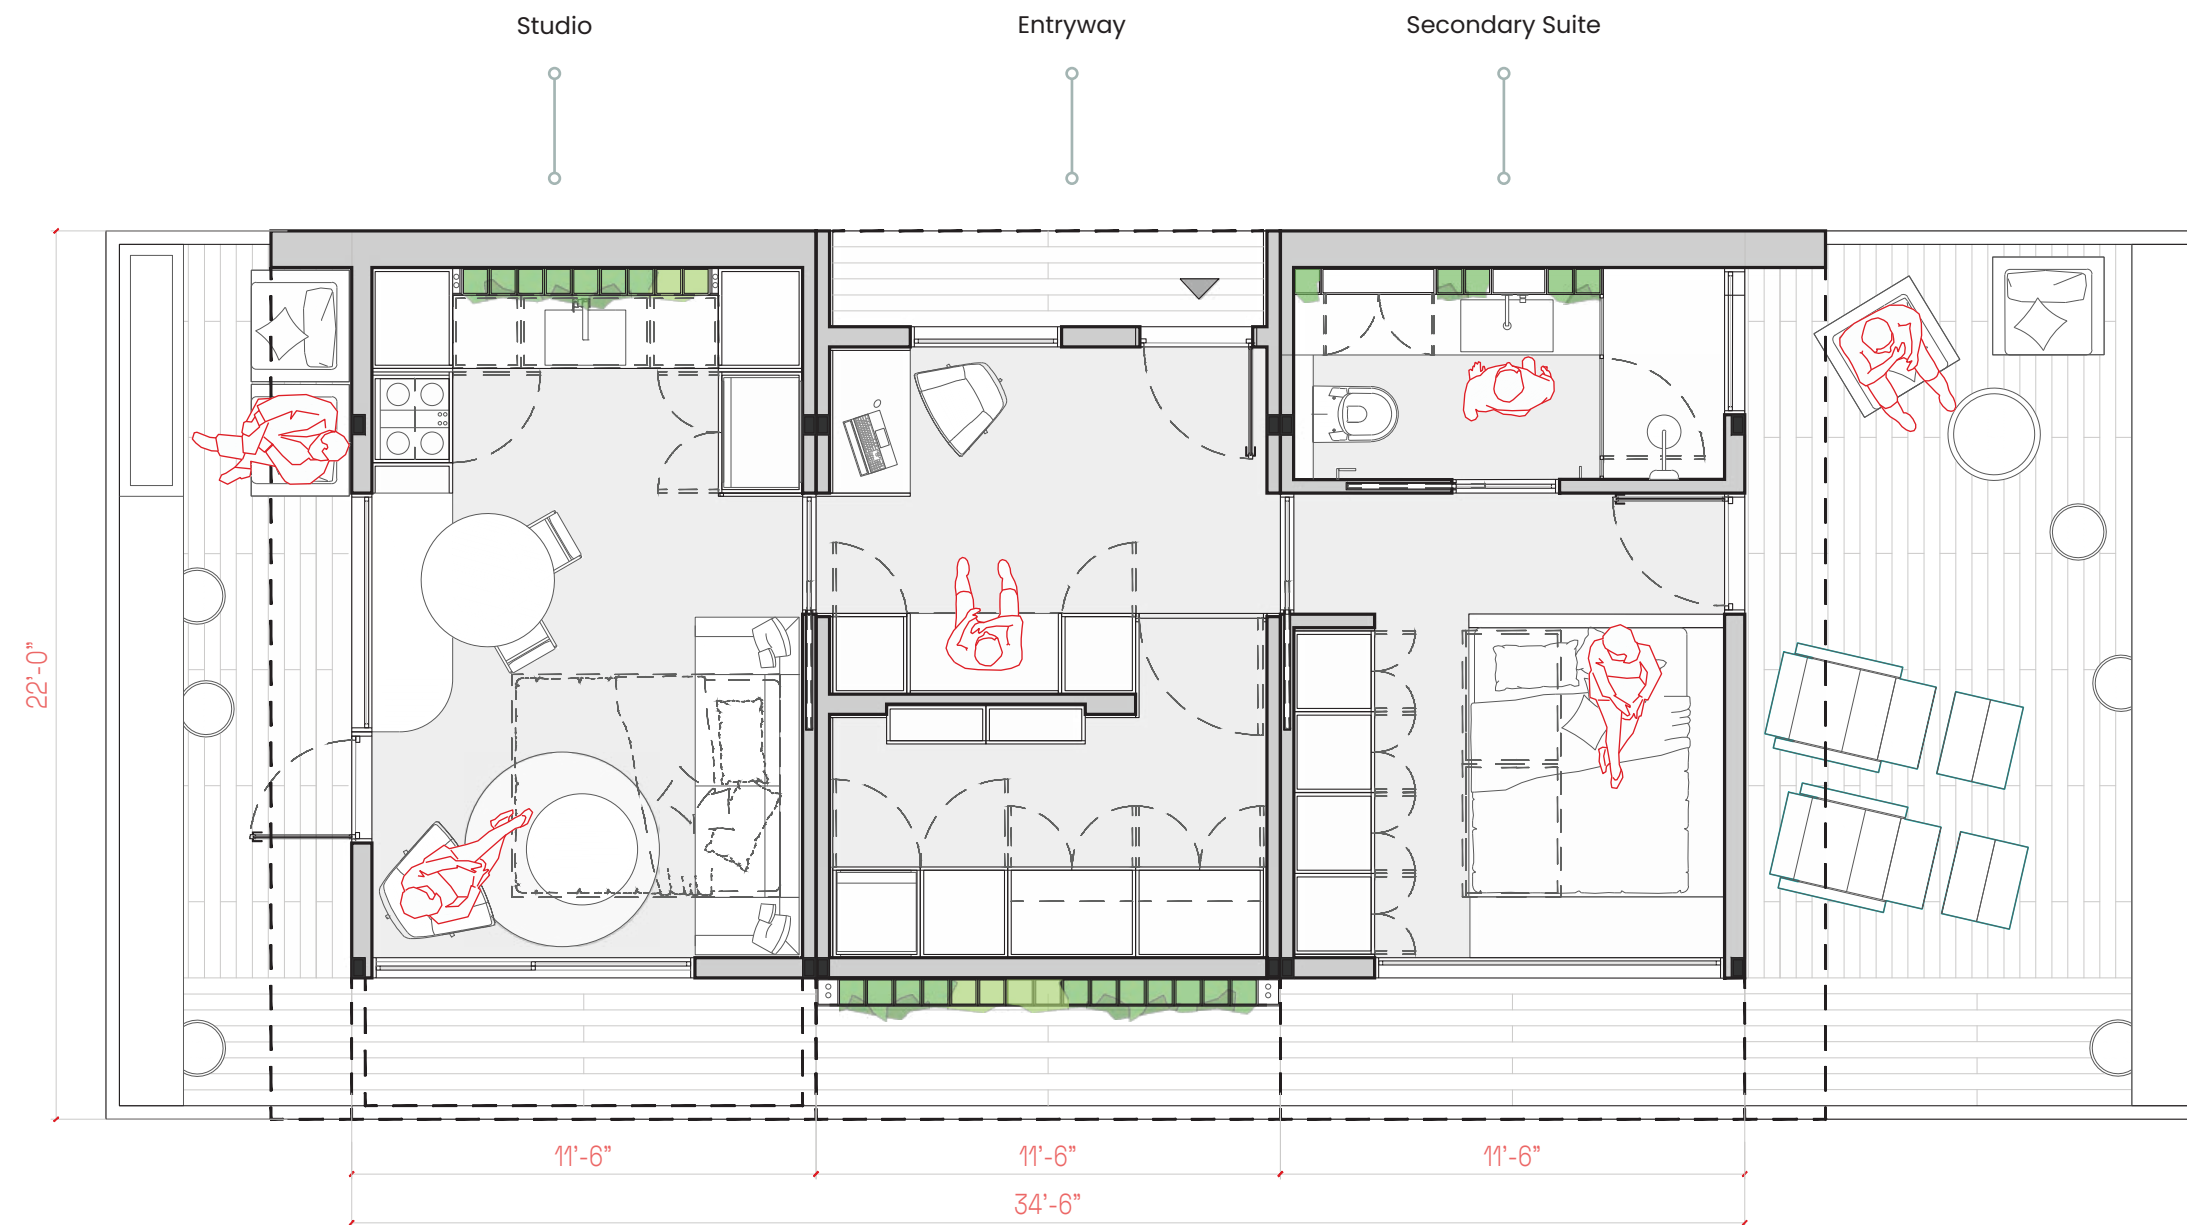 Studio
Entryway
Secondary Suite
22'-0”
11'-6”
11'-6”
11'-6”
34'-6”